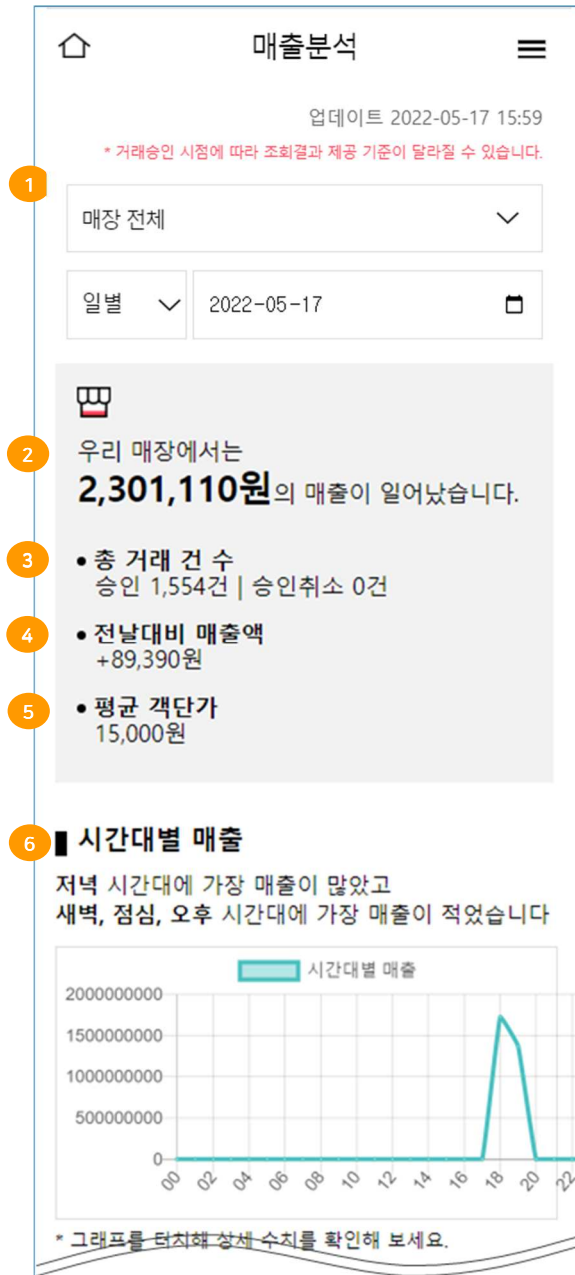 매출분석
업데이트 2022-05-17 15:59
* 거래승인 시점에 따라 조회결과 제공 기준이 달라질 수 있습니다.
1
매장 전체
일별 2022-05-17
2 우리 매장에서는
2,301,110원의 매출이 일어났습니다.
3 • 총 거래 건 수
승인 1,554건 | 승인취소 0건
4 • 전날대비 매출액
+89,390원
5 • 평균 객단가
15,000원
6 시간대별 매출
저녁 시간대에 가장 매출이 많았고
새벽, 점심, 오후 시간대에 가장 매출이 적었습니다
시간대별 매출
2000000000
1500000000
1000000000
500000000
0
00 02 04 06 08 10 12 14 16 18 20 22
* 그래프를 터치해 상세 수치를 확인해 보세요.